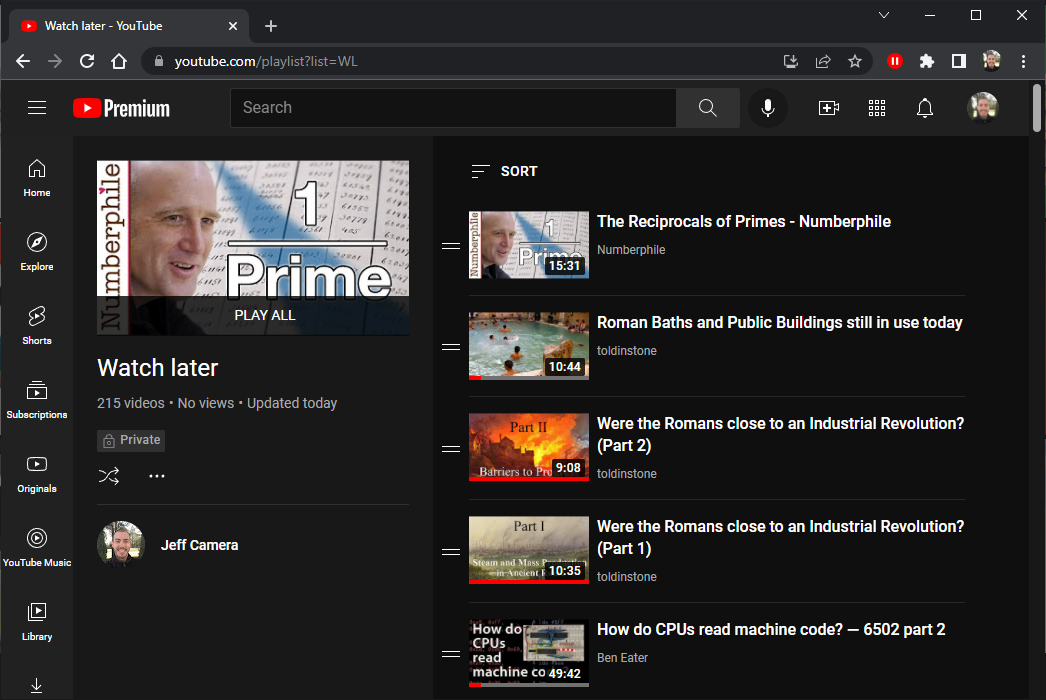 Watch later - YouTube
youtube.com/playlist?list=WL
Premium
Search
Home
Explore
Shorts
Subscriptions
Originals
YouTube Music
Library
Numberphile
1
Prime
PLAY ALL
Watch later
215 videos • No views • Updated today
Private
Jeff Camera
SORT
Numberphile
1
Prime
15:31
The Reciprocals of Primes - Numberphile
Numberphile
10:44
Roman Baths and Public Buildings still in use today
toldinstone
Part II
Barriers to Pro
9:08
Were the Romans close to an Industrial Revolution?
(Part 2)
toldinstone
Part I
Steam and Mass Production
—in Ancient R
10:35
Were the Romans close to an Industrial Revolution?
(Part 1)
toldinstone
How do
CPUs
read
machine co
49:42
How do CPUs read machine code? — 6502 part 2
Ben Eater